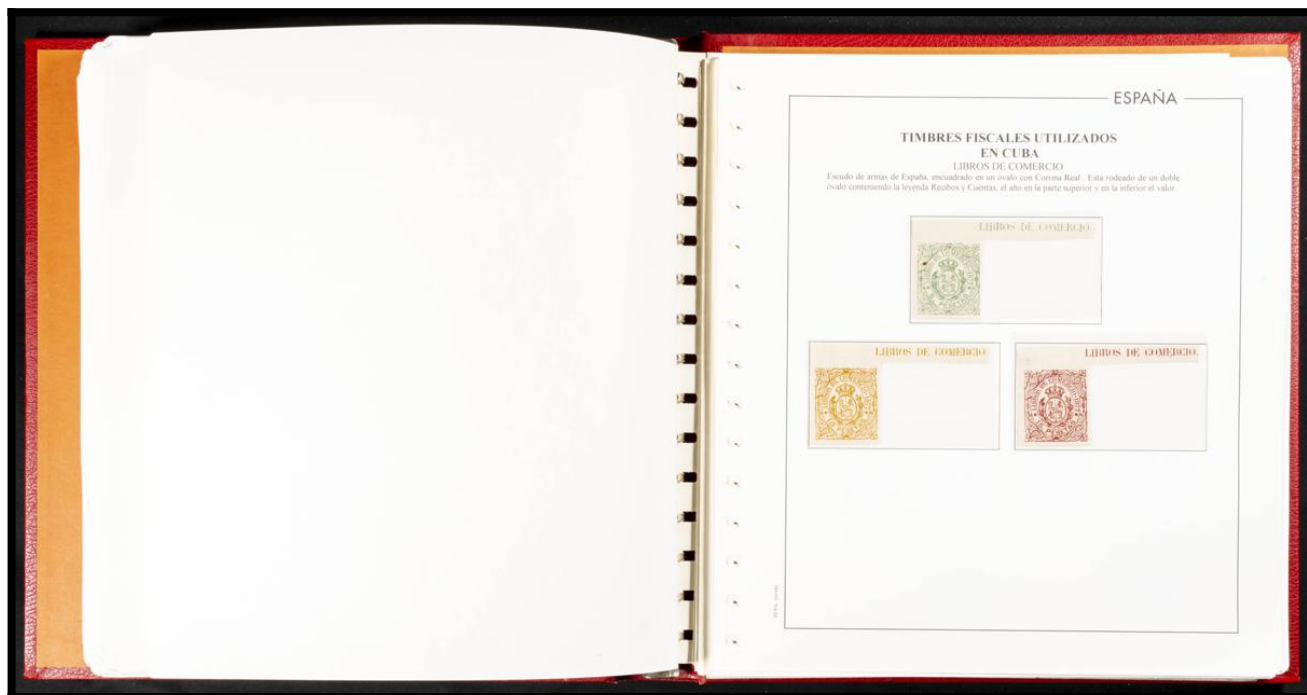 ESPAÑA
TIMBRES FISCALES UTILIZADOS
EN CUBA
LIBROS DE COMERCIO
Escudo de armas de España, encuadrado en un óvalo con Corona Real . Esta rodeado de un doble
óvalo conteniendo la leyenda Recibos y Cuentas, el año en la parte superior y en la inferior el valor
LIBROS DE COMERCIO.
LIBROS DE COMERCIO.
LIBROS DE COMERCIO.